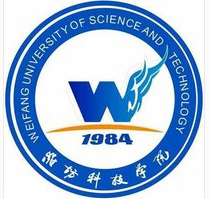 WEIFANG UNIVERSITY OF SCIENCE AND TECHNOLOGY
W
1984
潍坊科技学院